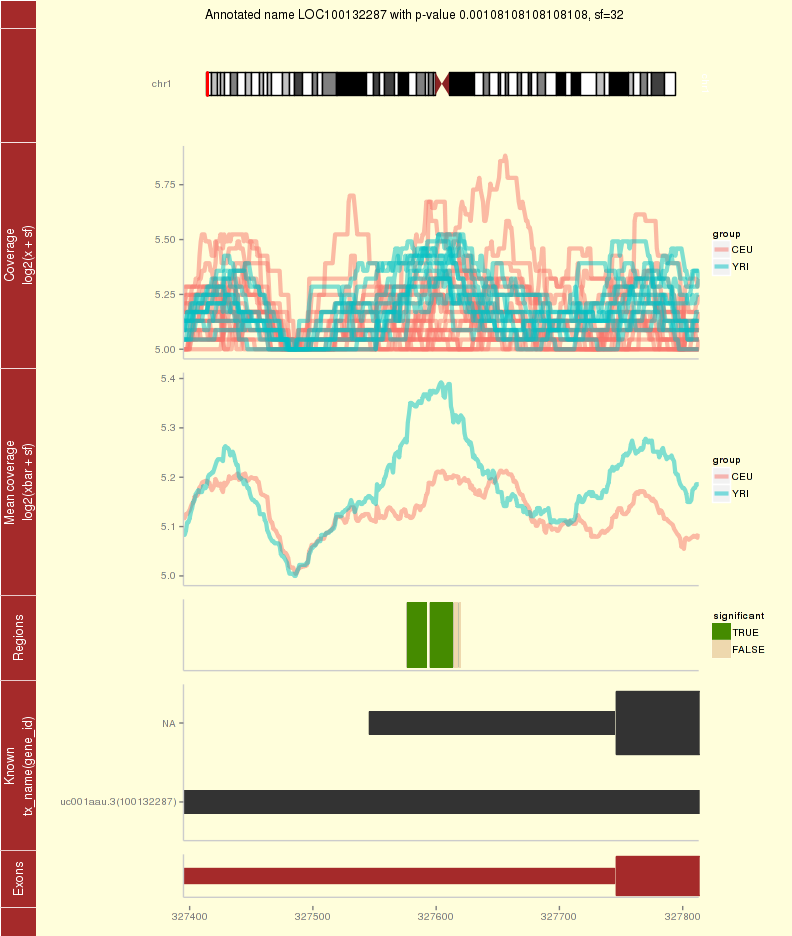 Annotated name LOC100132287 with p-value 0.00108108108108108, sf=32
chr1
Coverage
log2(x + sf)
5.75
5.50
5.25
5.00
group
CEU
YRI
Mean coverage
log2(xbar + sf)
5.4
5.3
5.2
5.1
5.0
group
CEU
YRI
Regions
significant
TRUE
FALSE
Known
tx_name(gene_id)
NA
uc001aau.3(100132287)
Exons
327400 327500 327600 327700 327800